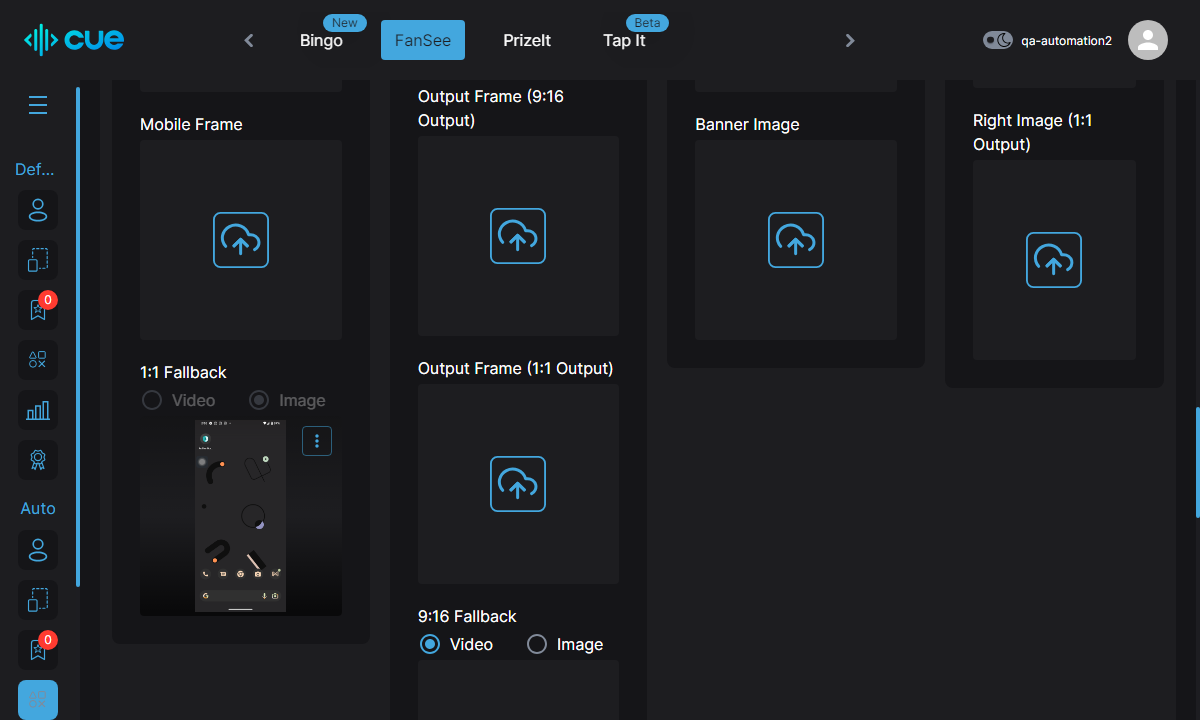 cue
Bingo
New
FanSee
PrizeIt
Tap It
Beta
qa-automation2
Def...
0
Auto
0
Mobile Frame
1:1 Fallback
Video
Image
Output Frame (9:16
Output)
Output Frame (1:1 Output)
9:16 Fallback
Video
Image
Banner Image
Right Image (1:1
Output)